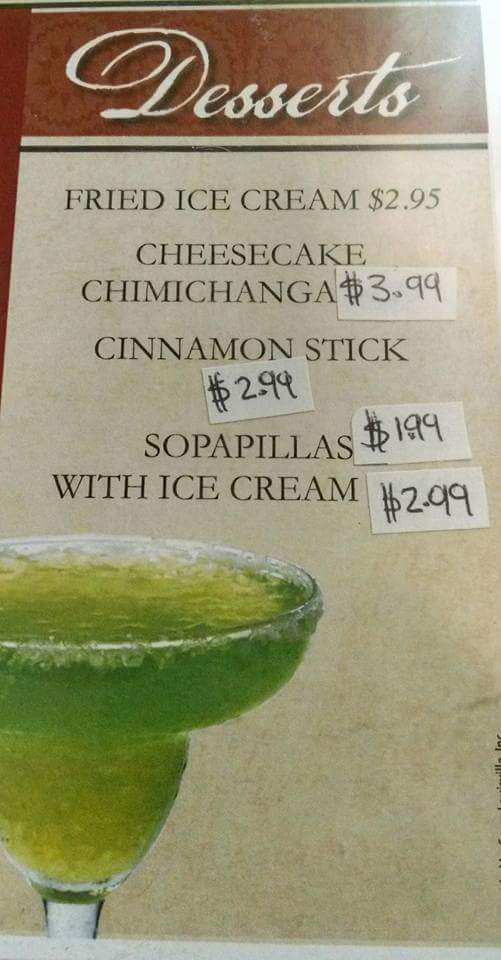 Desserts
FRIED ICE CREAM $2.95
CHEESECAKE
CHIMICHANGA $3.99
CINNAMON STICK
$2.99
SOPAPILLAS $1.99
WITH ICE CREAM $2.99